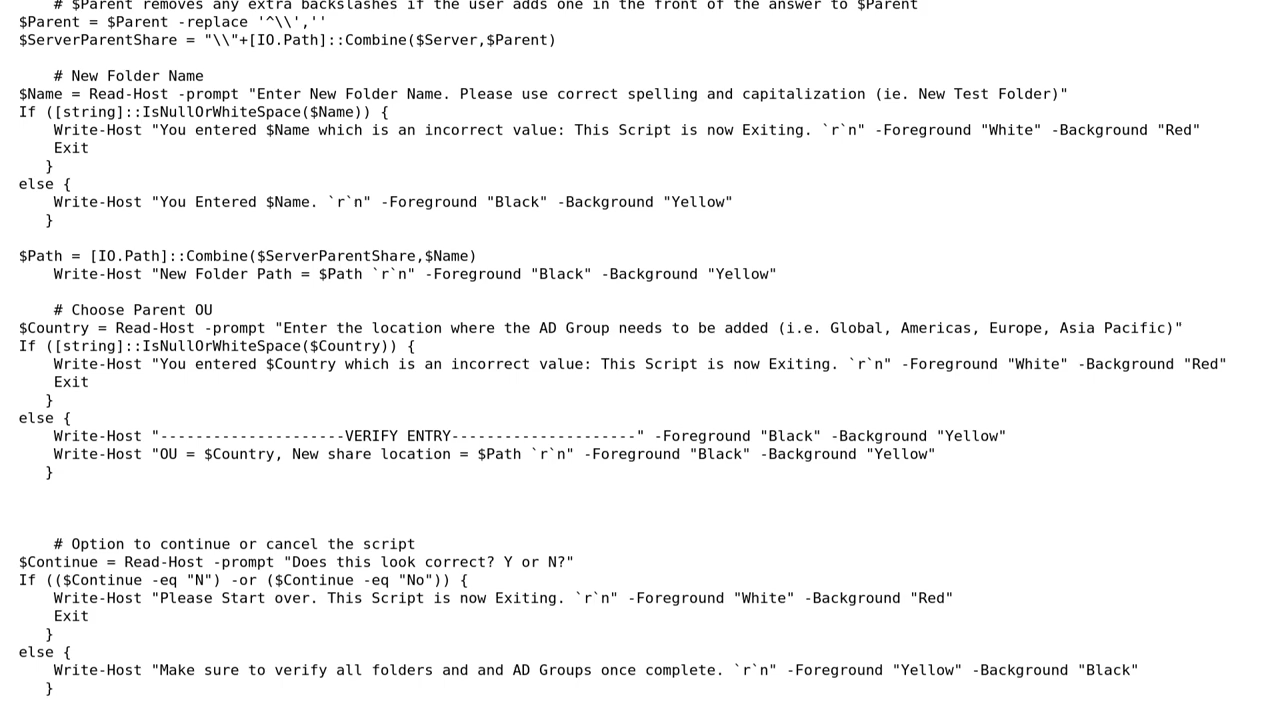 # $Parent removes any extra backslashes if the user adds one in the front of the answer to $Parent
$Parent = $Parent -replace '^\\',''
$ServerParentShare = "\\"+[IO.Path]::Combine($Server,$Parent)
# New Folder Name
$Name = Read-Host -prompt "Enter New Folder Name. Please use correct spelling and capitalization (ie. New Test Folder)"
If ([string]::IsNullOrWhiteSpace($Name)) {
Write-Host "You entered $Name which is an incorrect value: This Script is now Exiting. `r`n" -Foreground "White" -Background "Red"
Exit
}
else {
Write-Host "You Entered $Name. `r`n" -Foreground "Black" -Background "Yellow"
}
$Path = [IO.Path]::Combine($ServerParentShare,$Name)
Write-Host "New Folder Path = $Path `r`n" -Foreground "Black" -Background "Yellow"
# Choose Parent OU
$Country = Read-Host -prompt "Enter the location where the AD Group needs to be added (i.e. Global, Americas, Europe, Asia Pacific)"
If ([string]::IsNullOrWhiteSpace($Country)) {
Write-Host "You entered $Country which is an incorrect value: This Script is now Exiting. `r`n" -Foreground "White" -Background "Red"
Exit
}
else {
Write-Host "---------------------VERIFY ENTRY---------------------" -Foreground "Black" -Background "Yellow"
Write-Host "OU = $Country, New share location = $Path `r`n" -Foreground "Black" -Background "Yellow"
}
# Option to continue or cancel the script
$Continue = Read-Host -prompt "Does this look correct? Y or N?"
If (($Continue -eq "N") -or ($Continue -eq "No")) {
Write-Host "Please Start over. This Script is now Exiting. `r`n" -Foreground "White" -Background "Red"
Exit
}
else {
Write-Host "Make sure to verify all folders and and AD Groups once complete. `r`n" -Foreground "Yellow" -Background "Black"
}